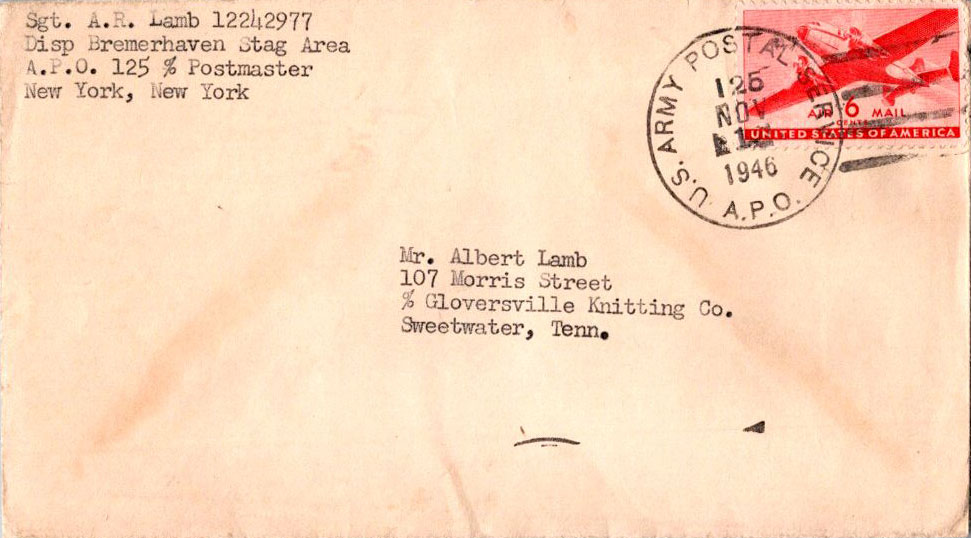 Sgt. A.R. Lamb 12242977
Disp Bremerhaven Stag Area
A.P.O. 125 % Postmaster
New York, New York
U.S. ARMY POSTAL SERVICE
125
NOV
1946
A.P.O.
AIR 6 MAIL
CENTS
UNITED STATES OF AMERICA
Mr. Albert Lamb
107 Morris Street
% Gloversville Knitting Co.
Sweetwater, Tenn.